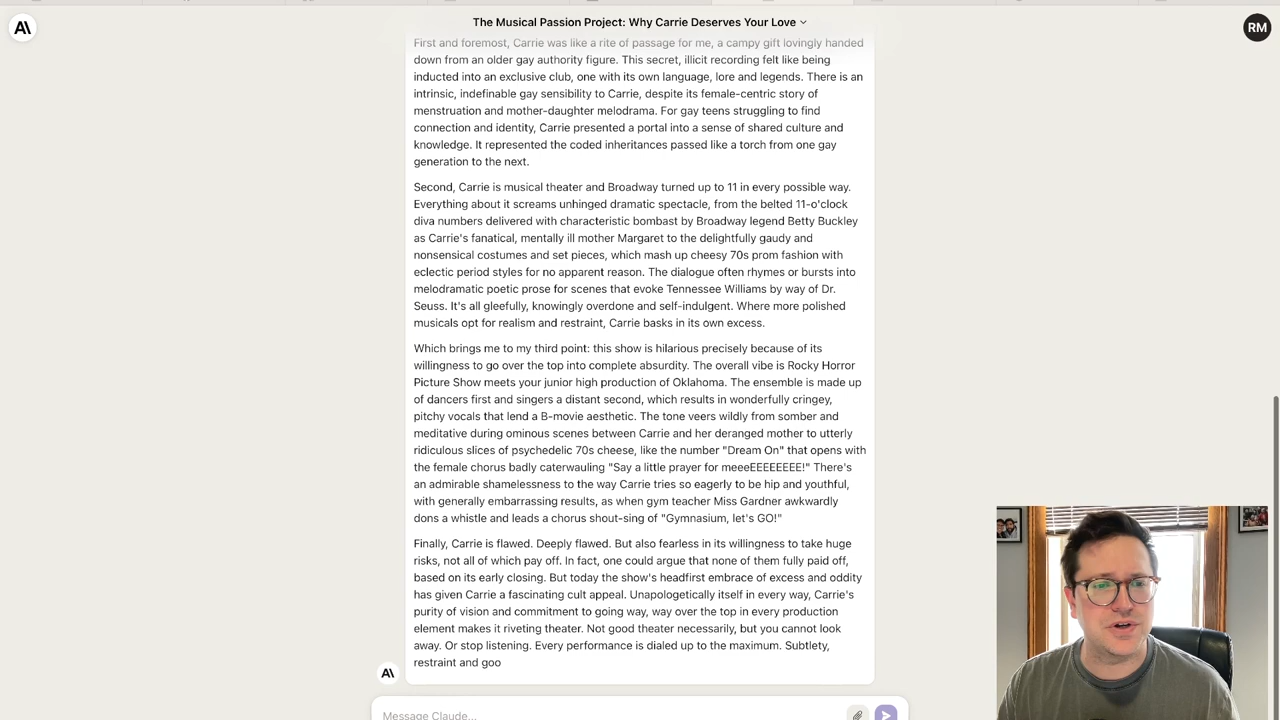 The Musical Passion Project: Why Carrie Deserves Your Love
RM
First and foremost, Carrie was like a rite of passage for me, a campy gift lovingly handed
down from an older gay authority figure. This secret, illicit recording felt like being
inducted into an exclusive club, one with its own language, lore and legends. There is an
intrinsic, indefinable gay sensibility to Carrie, despite its female-centric story of
menstruation and mother-daughter melodrama. For gay teens struggling to find
connection and identity, Carrie presented a portal into a sense of shared culture and
knowledge. It represented the coded inheritances passed like a torch from one gay
generation to the next.
Second, Carrie is musical theater and Broadway turned up to 11 in every possible way.
Everything about it screams unhinged dramatic spectacle, from the belted 11-o'clock
diva numbers delivered with characteristic bombast by Broadway legend Betty Buckley
as Carrie's fanatical, mentally ill mother Margaret to the delightfully gaudy and
nonsensical costumes and set pieces, which mash up cheesy 70s prom fashion with
eclectic period styles for no apparent reason. The dialogue often rhymes or bursts into
melodramatic poetic prose for scenes that evoke Tennessee Williams by way of Dr.
Seuss. It's all gleefully, knowingly overdone and self-indulgent. Where more polished
musicals opt for realism and restraint, Carrie basks in its own excess.
Which brings me to my third point: this show is hilarious precisely because of its
willingness to go over the top into complete absurdity. The overall vibe is Rocky Horror
Picture Show meets your junior high production of Oklahoma. The ensemble is made up
of dancers first and singers a distant second, which results in wonderfully cringey,
pitchy vocals that lend a B-movie aesthetic. The tone veers wildly from somber and
meditative during ominous scenes between Carrie and her deranged mother to utterly
ridiculous slices of psychedelic 70s cheese, like the number "Dream On" that opens with
the female chorus badly caterwauling "Say a little prayer for meeeEEEEEEEE!" There's
an admirable shamelessness to the way Carrie tries so eagerly to be hip and youthful,
with generally embarrassing results, as when gym teacher Miss Gardner awkwardly
dons a whistle and leads a chorus shout-sing of "Gymnasium, let's GO!"
Finally, Carrie is flawed. Deeply flawed. But also fearless in its willingness to take huge
risks, not all of which pay off. In fact, one could argue that none of them fully paid off,
based on its early closing. But today the show's headfirst embrace of excess and oddity
has given Carrie a fascinating cult appeal. Unapologetically itself in every way, Carrie's
purity of vision and commitment to going way, way over the top in every production
element makes it riveting theater. Not good theater necessarily, but you cannot look
away. Or stop listening. Every performance is dialed up to the maximum. Subtlety,
restraint and goo
Message Claude...